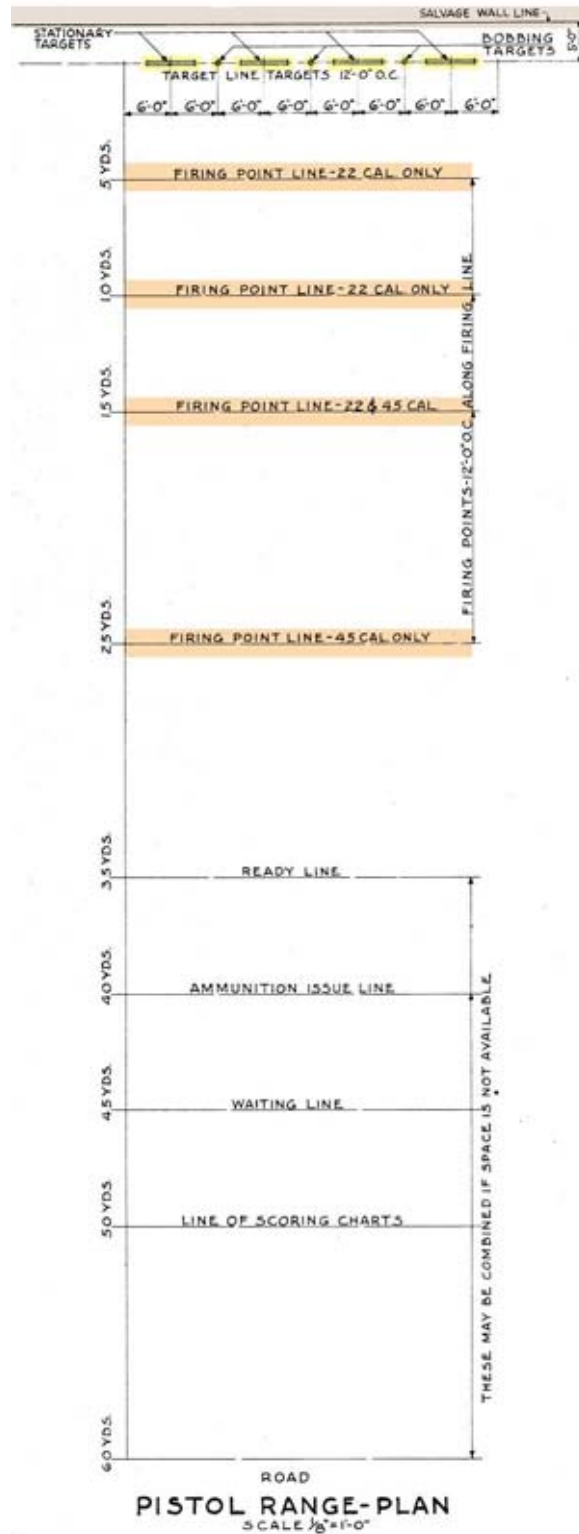 SALVAGE WALL LINE
STATIONARY
TARGETS
BOBBING
TARGETS
5'-0"
TARGET LINE TARGETS 12'-0" O.C.
6'-0" 6'-0" 6'-0" 6'-0" 6'-0" 6'-0" 6'-0" 6'-0"
5 YDS.
FIRING POINT LINE-22 CAL ONLY
10 YDS.
FIRING POINT LINE-22 CAL ONLY
15 YDS.
FIRING POINT LINE-22 & 45 CAL
FIRING POINTS-12'-0" O.C. ALONG FIRING LINE
25 YDS.
FIRING POINT LINE-45 CAL ONLY
35 YDS.
READY LINE
40 YDS.
AMMUNITION ISSUE LINE
45 YDS.
WAITING LINE
50 YDS.
LINE OF SCORING CHARTS
THESE MAY BE COMBINED IF SPACE IS NOT AVAILABLE
60 YDS.
ROAD
PISTOL RANGE-PLAN
SCALE 1/8"=1'-0"